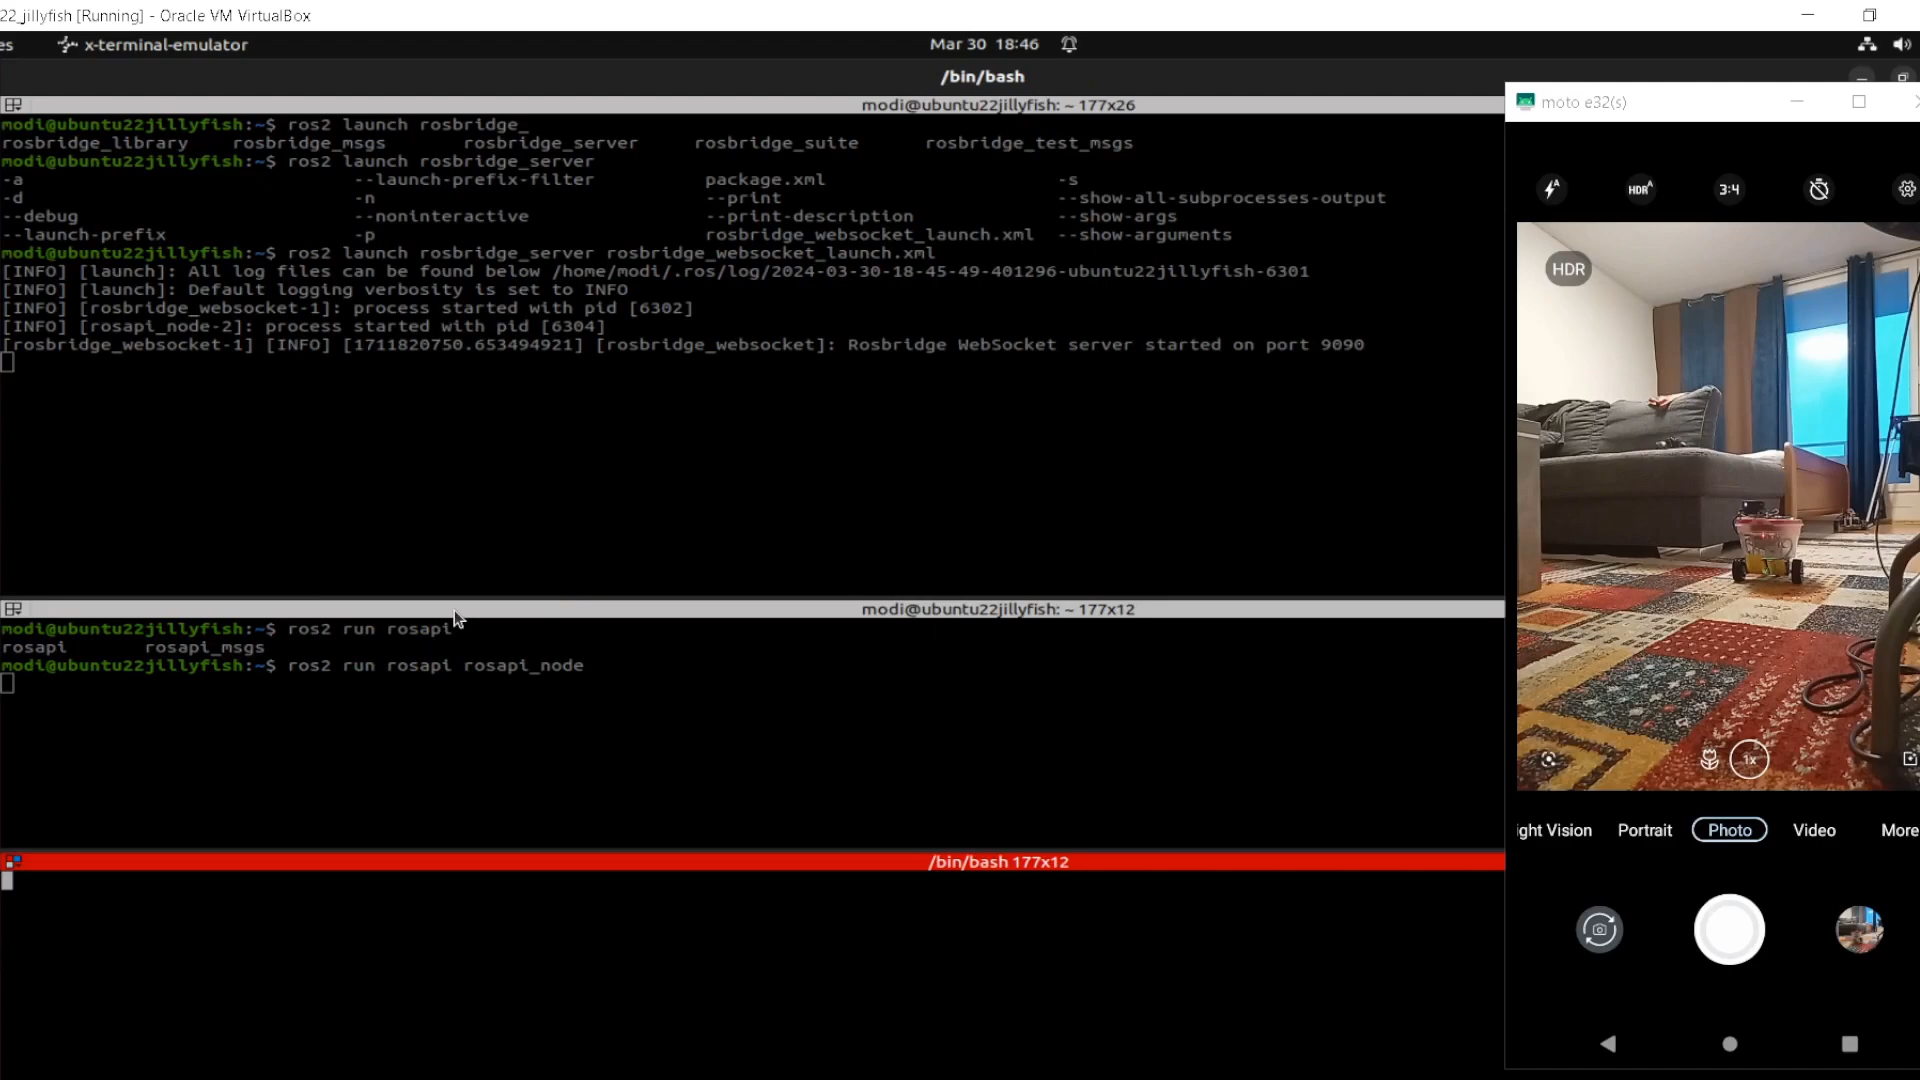 22_jillyfish [Running] - Oracle VM VirtualBox
es x-terminal-emulator Mar 30 18:46
/bin/bash
modi@ubuntu22jillyfish: ~ 177x26
modi@ubuntu22jillyfish:~$ ros2 launch rosbridge_
rosbridge_library rosbridge_msgs rosbridge_server rosbridge_suite rosbridge_test_msgs
modi@ubuntu22jillyfish:~$ ros2 launch rosbridge_server
-a --launch-prefix-filter package.xml -s
-d -n --print --show-all-subprocesses-output
--debug --noninteractive --print-description --show-args
--launch-prefix -p rosbridge_websocket_launch.xml --show-arguments
modi@ubuntu22jillyfish:~$ ros2 launch rosbridge_server rosbridge_websocket_launch.xml
[INFO] [launch]: All log files can be found below /home/modi/.ros/log/2024-03-30-18-45-49-401296-ubuntu22jillyfish-6301
[INFO] [launch]: Default logging verbosity is set to INFO
[INFO] [rosbridge_websocket-1]: process started with pid [6302]
[INFO] [rosapi_node-2]: process started with pid [6304]
[rosbridge_websocket-1] [INFO] [1711820750.653494921] [rosbridge_websocket]: Rosbridge WebSocket server started on port 9090
modi@ubuntu22jillyfish: ~ 177x12
modi@ubuntu22jillyfish:~$ ros2 run rosapi
rosapi rosapi_msgs
modi@ubuntu22jillyfish:~$ ros2 run rosapi rosapi_node
/bin/bash 177x12
moto e32(s)
HDR A 3:4
HDR
1x
ight Vision Portrait Photo Video More